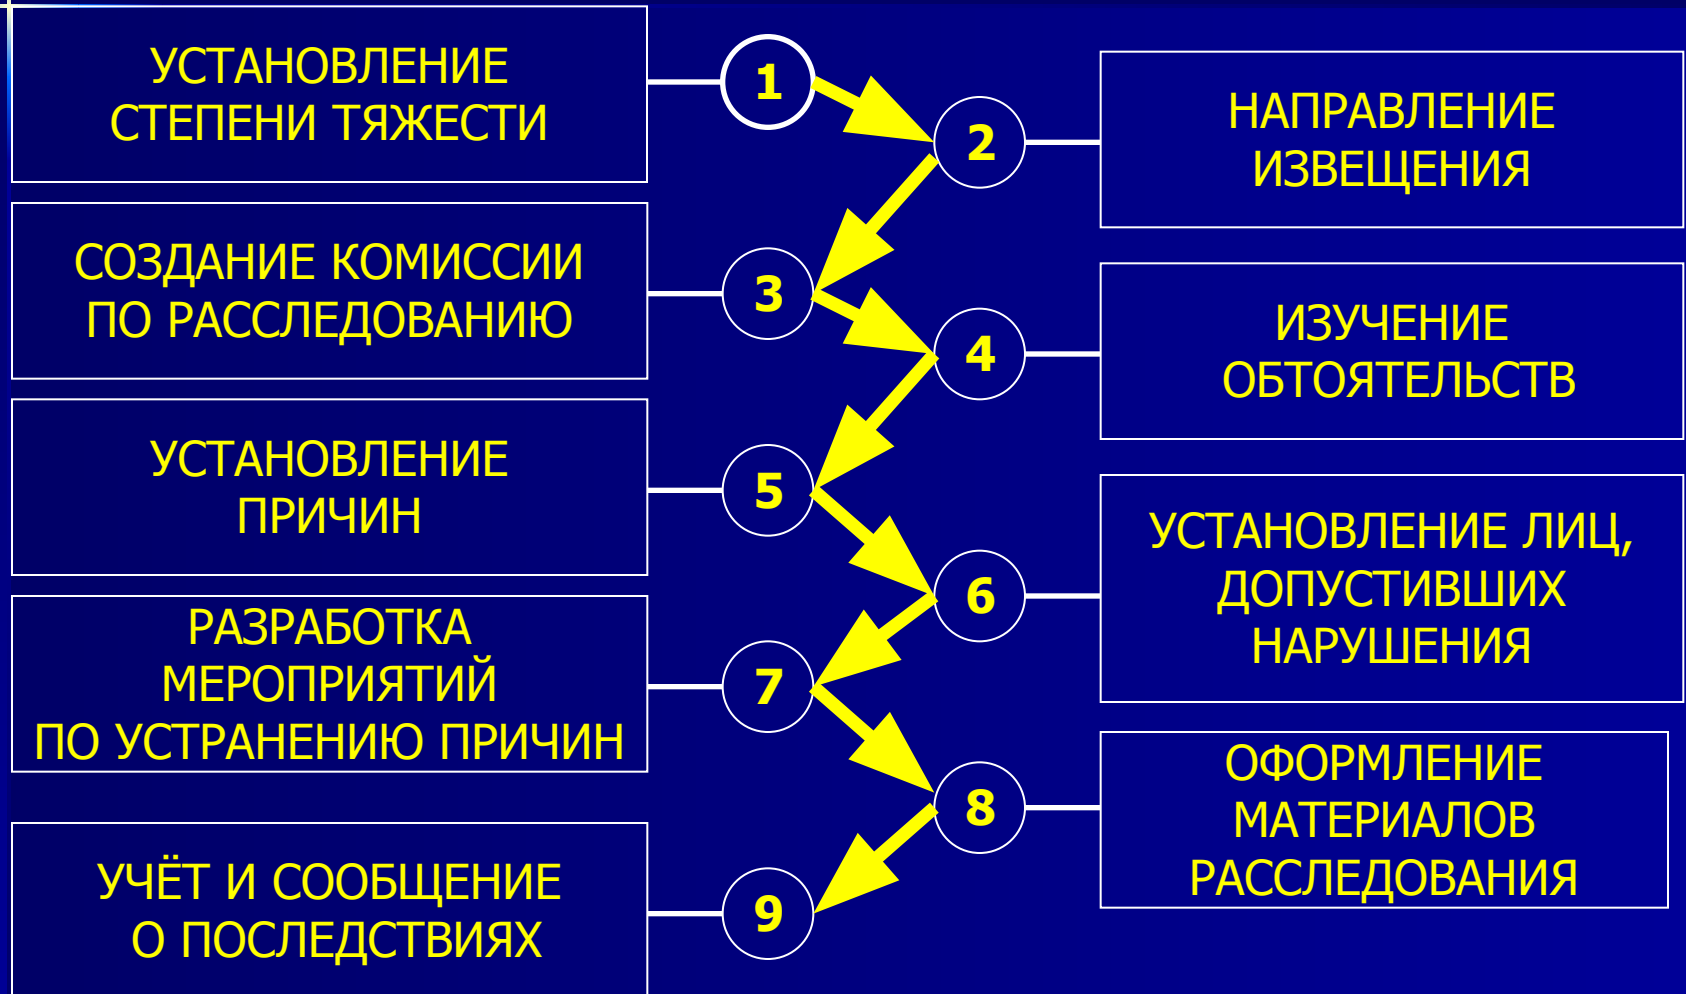 УСТАНОВЛЕНИЕ
СТЕПЕНИ ТЯЖЕСТИ
1
2
НАПРАВЛЕНИЕ
ИЗВЕЩЕНИЯ
СОЗДАНИЕ КОМИССИИ
ПО РАССЛЕДОВАНИЮ
3
4
ИЗУЧЕНИЕ
ОБТОЯТЕЛЬСТВ
УСТАНОВЛЕНИЕ
ПРИЧИН
5
6
УСТАНОВЛЕНИЕ ЛИЦ,
ДОПУСТИВШИХ
НАРУШЕНИЯ
РАЗРАБОТКА
МЕРОПРИЯТИЙ
ПО УСТРАНЕНИЮ ПРИЧИН
7
8
ОФОРМЛЕНИЕ
МАТЕРИАЛОВ
РАССЛЕДОВАНИЯ
УЧЁТ И СООБЩЕНИЕ
О ПОСЛЕДСТВИЯХ
9